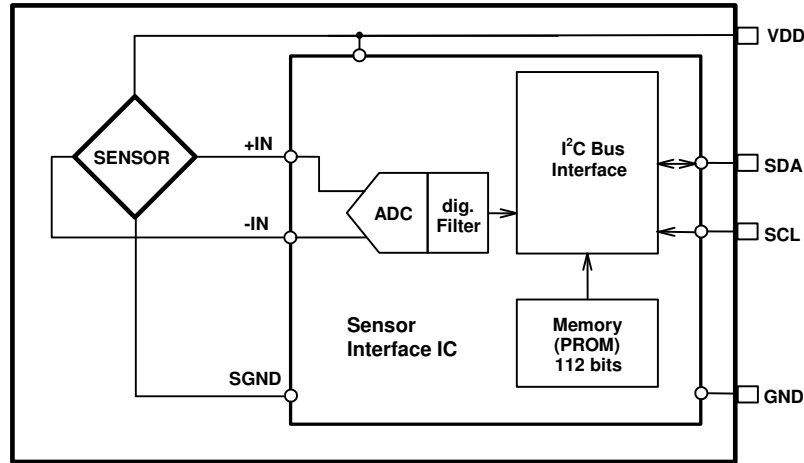 VDD
SENSOR
+IN
-IN
ADC
dig.
Filter
I²C Bus
Interface
SDA
SCL
Sensor
Interface IC
Memory
(PROM)
112 bits
SGND
GND